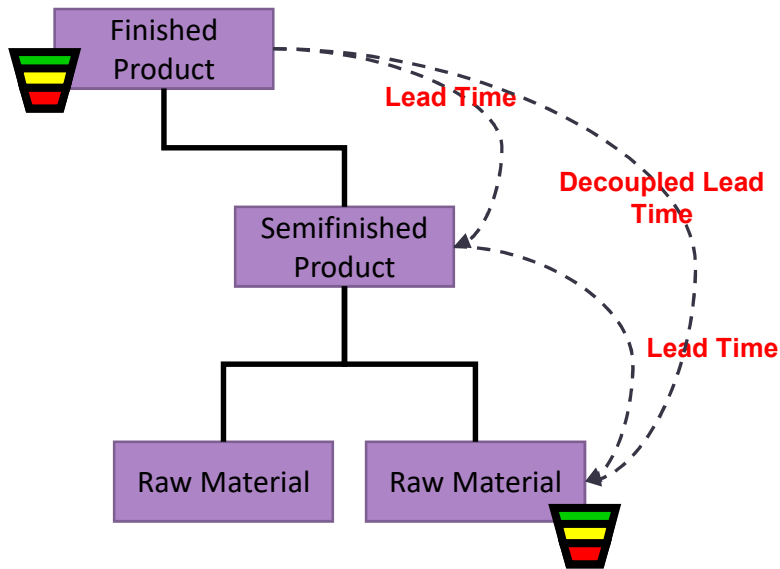 Finished
Product
Lead Time
Decoupled Lead
Time
Semifinished
Product
Lead Time
Raw Material
Raw Material